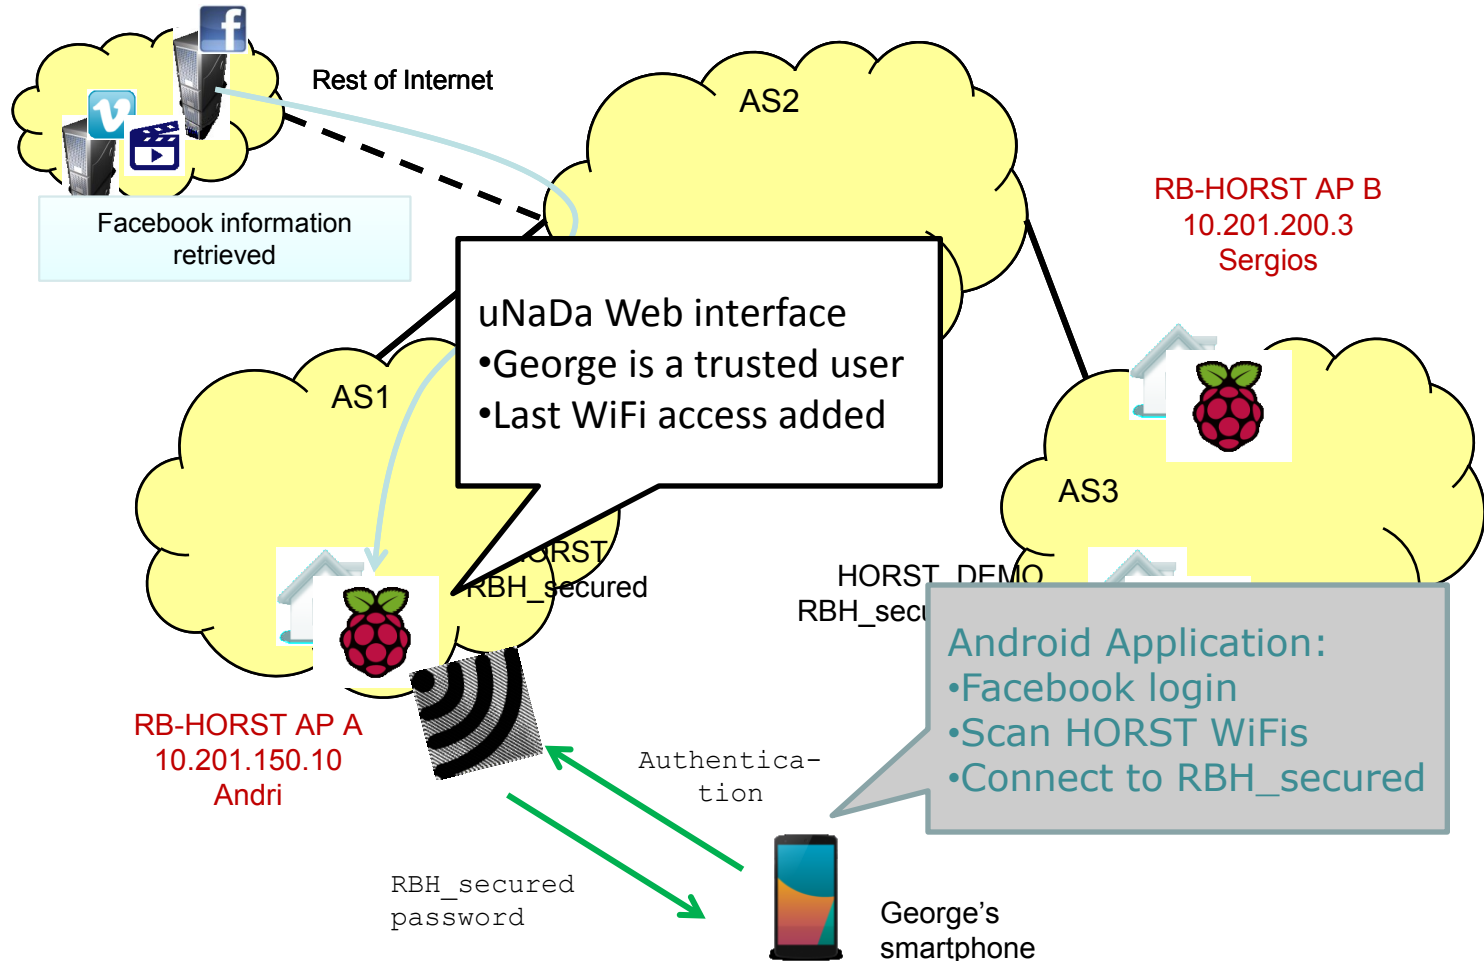 Rest of Internet
AS2
Facebook information
retrieved
RB-HORST AP B
10.201.200.3
Sergios
uNaDa Web interface
•George is a trusted user
•Last WiFi access added
AS1
AS3
RBH_secured
HORST_DEMO
Android Application:
•Facebook login
•Scan HORST WiFis
•Connect to RBH_secured
RB-HORST AP A
10.201.150.10
Andri
Authentica-
tion
RBH_secured
password
George's
smartphone